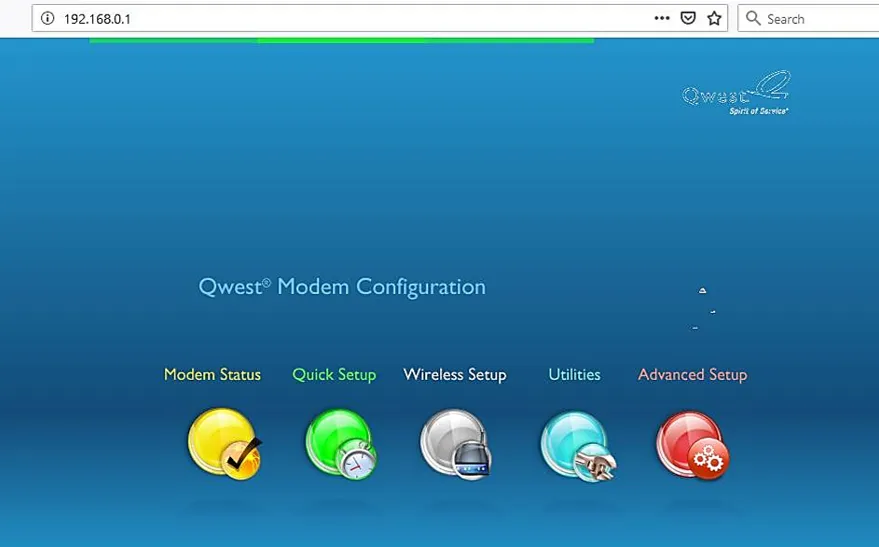 192.168.0.1
Search
Qwest
Spirit of Service®
Qwest® Modem Configuration
Modem Status Quick Setup Wireless Setup Utilities Advanced Setup